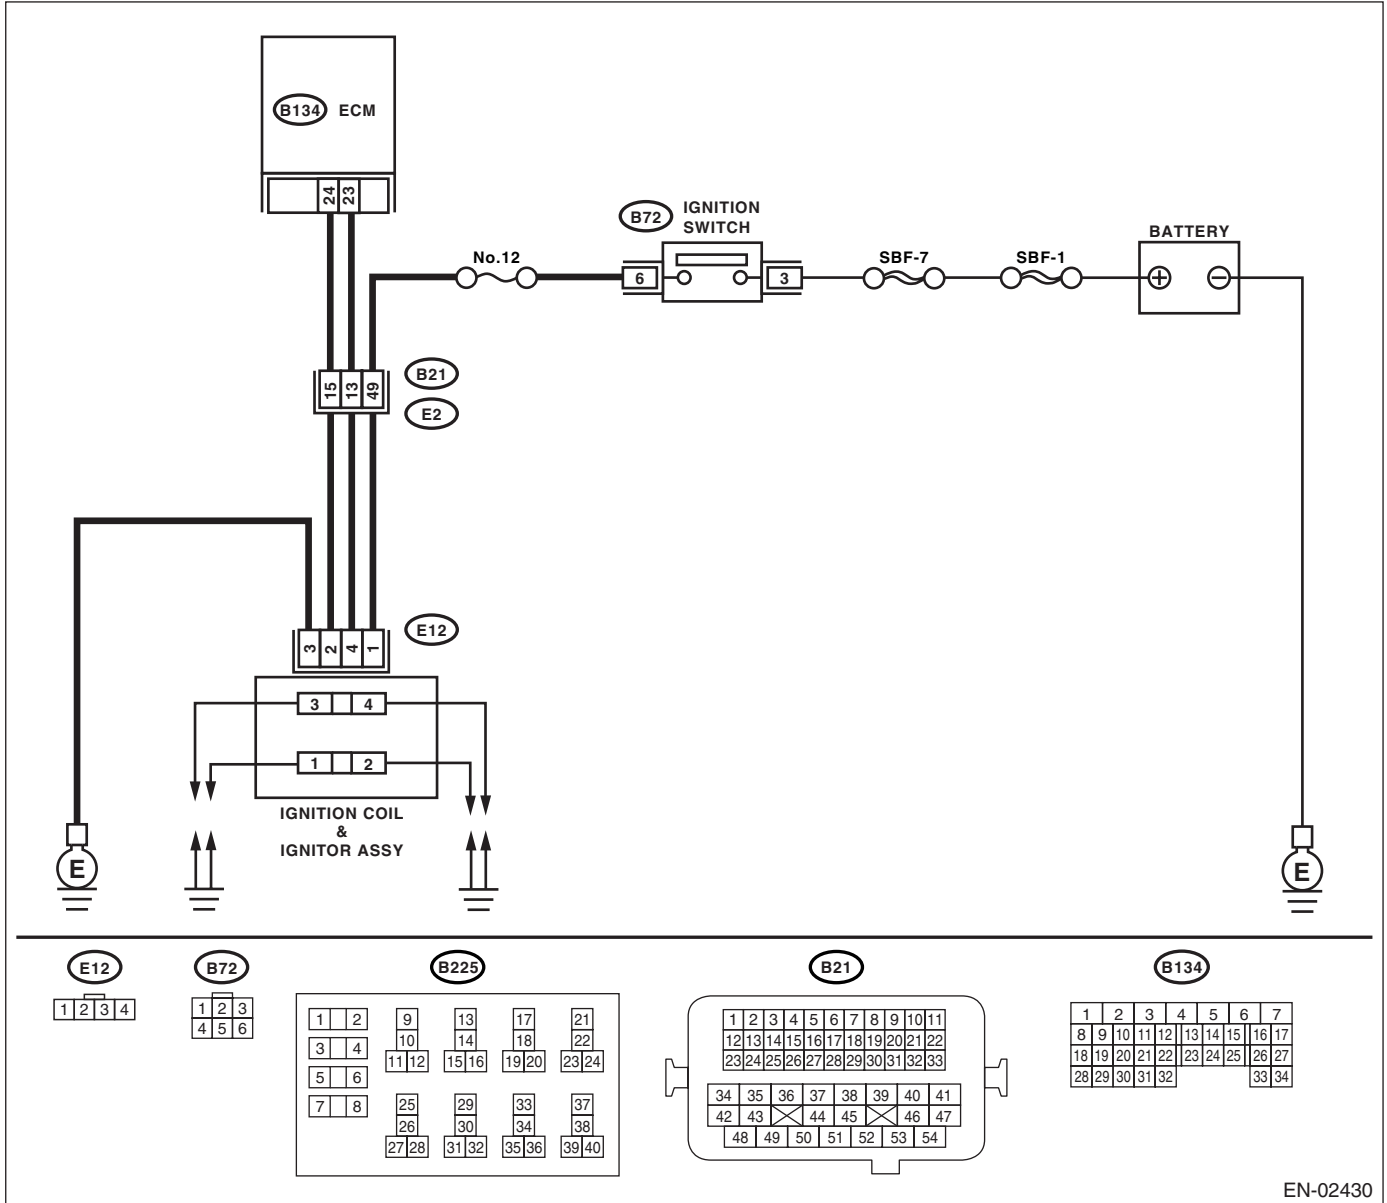 B134 ECM
24 23
B72 IGNITION
SWITCH
BATTERY
No.12
6
3
SBF-7
SBF-1
+ −
15 13 49
B21
E2
E12
3 2 4 1
3 4
1 2
IGNITION COIL
&
IGNITOR ASSY
E
E
E12
1 2 3 4
B72
1 2 3
4 5 6
B225
1 2
3 4
5 6
7 8
9
10
11 12
13
14
15 16
17
18
19 20
21
22
23 24
25
26
27 28
29
30
31 32
33
34
35 36
37
38
39 40
B21
1 2 3 4 5 6 7 8 9 10 11
12 13 14 15 16 17 18 19 20 21 22
23 24 25 26 27 28 29 30 31 32 33
34 35 36 37 38 39 40 41
42 43 44 45 46 47
48 49 50 51 52 53 54
B134
1 2 3 4 5 6 7
8 9 10 11 12 13 14 15 16 17
18 19 20 21 22 23 24 25 26 27
28 29 30 31 32 33 34
EN-02430